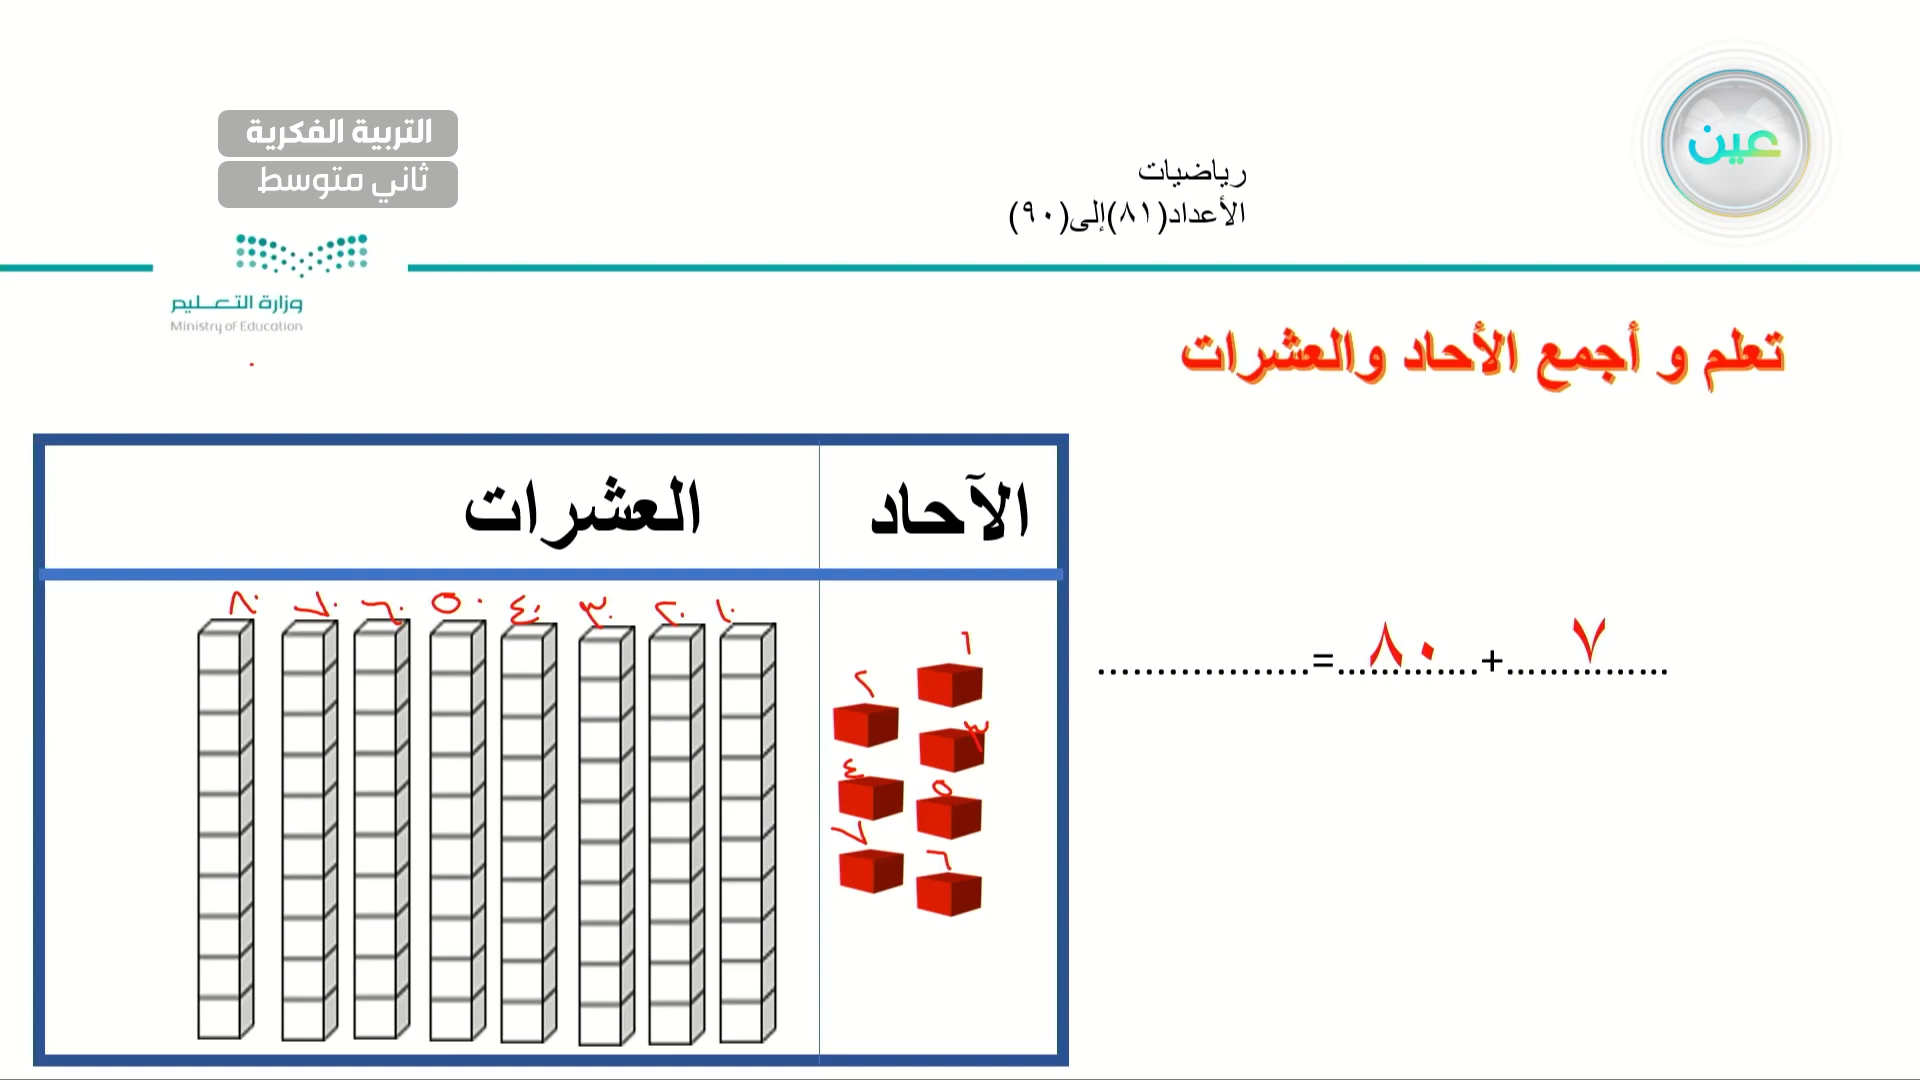 عين
التربية الفكرية
ثاني متوسط
رياضيات
الأعداد(٨١)إلى(٩٠)
وزارة التعليم
Ministry of Education
تعلم و أجمع الأحاد والعشرات
الآحاد العشرات
١٠ ٢٠ ٣٠ ٤٠ ٥٠ ٦٠ ٧٠ ٨٠
١
٢
٣
٤
٥
٦
٧
................٧+..............٨٠=..................